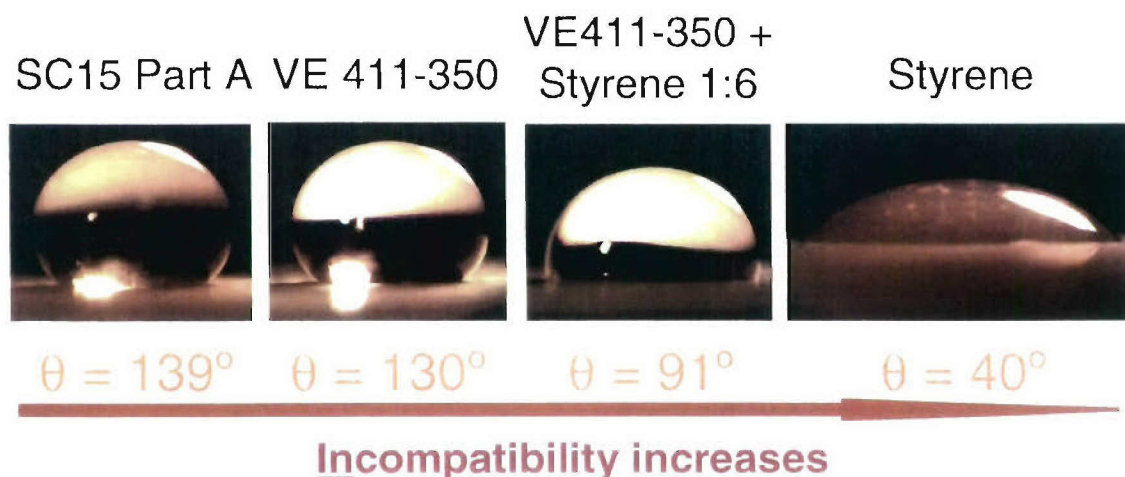 SC15 Part A
VE 411-350
VE411-350 +
Styrene 1:6
Styrene
θ = 139°
θ = 130°
θ = 91°
θ = 40°
Incompatibility increases